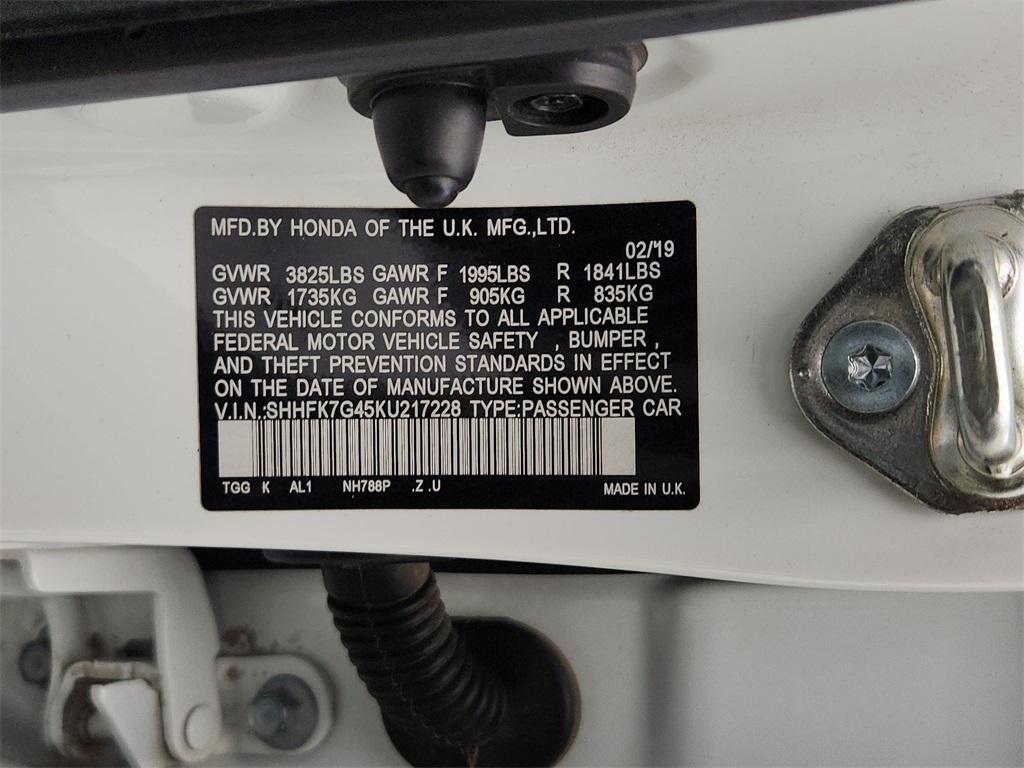 MFD.BY HONDA OF THE U.K. MFG.,LTD.
02/'19
GVWR 3825LBS GAWR F 1995LBS R 1841LBS
GVWR 1735KG GAWR F 905KG R 835KG
THIS VEHICLE CONFORMS TO ALL APPLICABLE
FEDERAL MOTOR VEHICLE SAFETY , BUMPER ,
AND THEFT PREVENTION STANDARDS IN EFFECT
ON THE DATE OF MANUFACTURE SHOWN ABOVE.
V.I.N.:SHHFK7G45KU217228 TYPE:PASSENGER CAR
TGG K AL1 NH788P .Z .U MADE IN U.K.